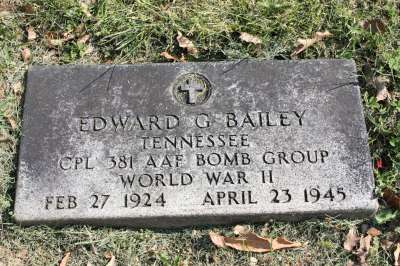 EDWARD G BAILEY
TENNESSEE
CPL 381 AAF BOMB GROUP
WORLD WAR II
FEB 27 1924 APRIL 23 1945